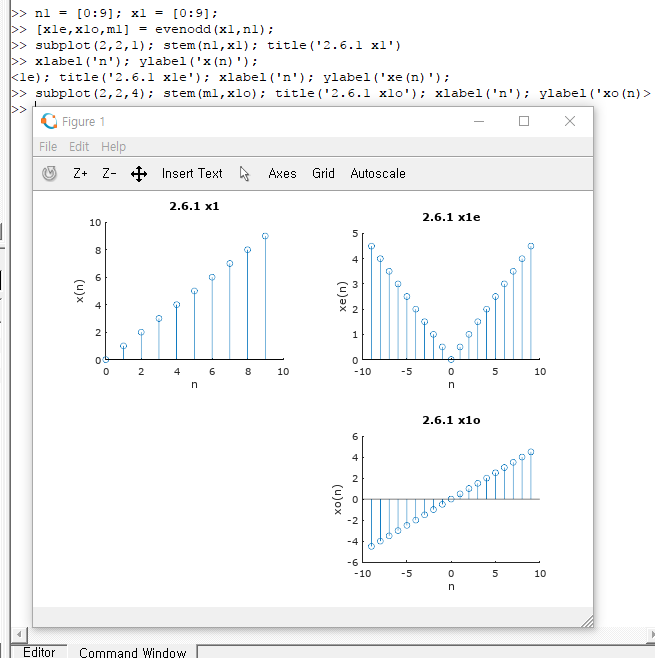 >> n1 = [0:9]; x1 = [0:9];
>> [x1e,x1o,m1] = evenodd(x1,n1);
>> subplot(2,2,1); stem(n1,x1); title('2.6.1 x1')
>> xlabel('n'); ylabel('x(n)');
<1e); title('2.6.1 x1e'); xlabel('n'); ylabel('xe(n)');
>> subplot(2,2,4); stem(m1,x1o); title('2.6.1 x1o'); xlabel('n'); ylabel('xo(n)>
>>
Figure 1
File Edit Help
Z+ Z- Insert Text Axes Grid Autoscale
2.6.1 x1
10
8
6
4
2
0
x(n)
0 2 4 6 8 10
n
2.6.1 x1e
5
4
3
2
1
0
xe(n)
-10 -5 0 5 10
n
2.6.1 x1o
6
4
2
0
-2
-4
-6
xo(n)
-10 -5 0 5 10
n
Editor Command Window